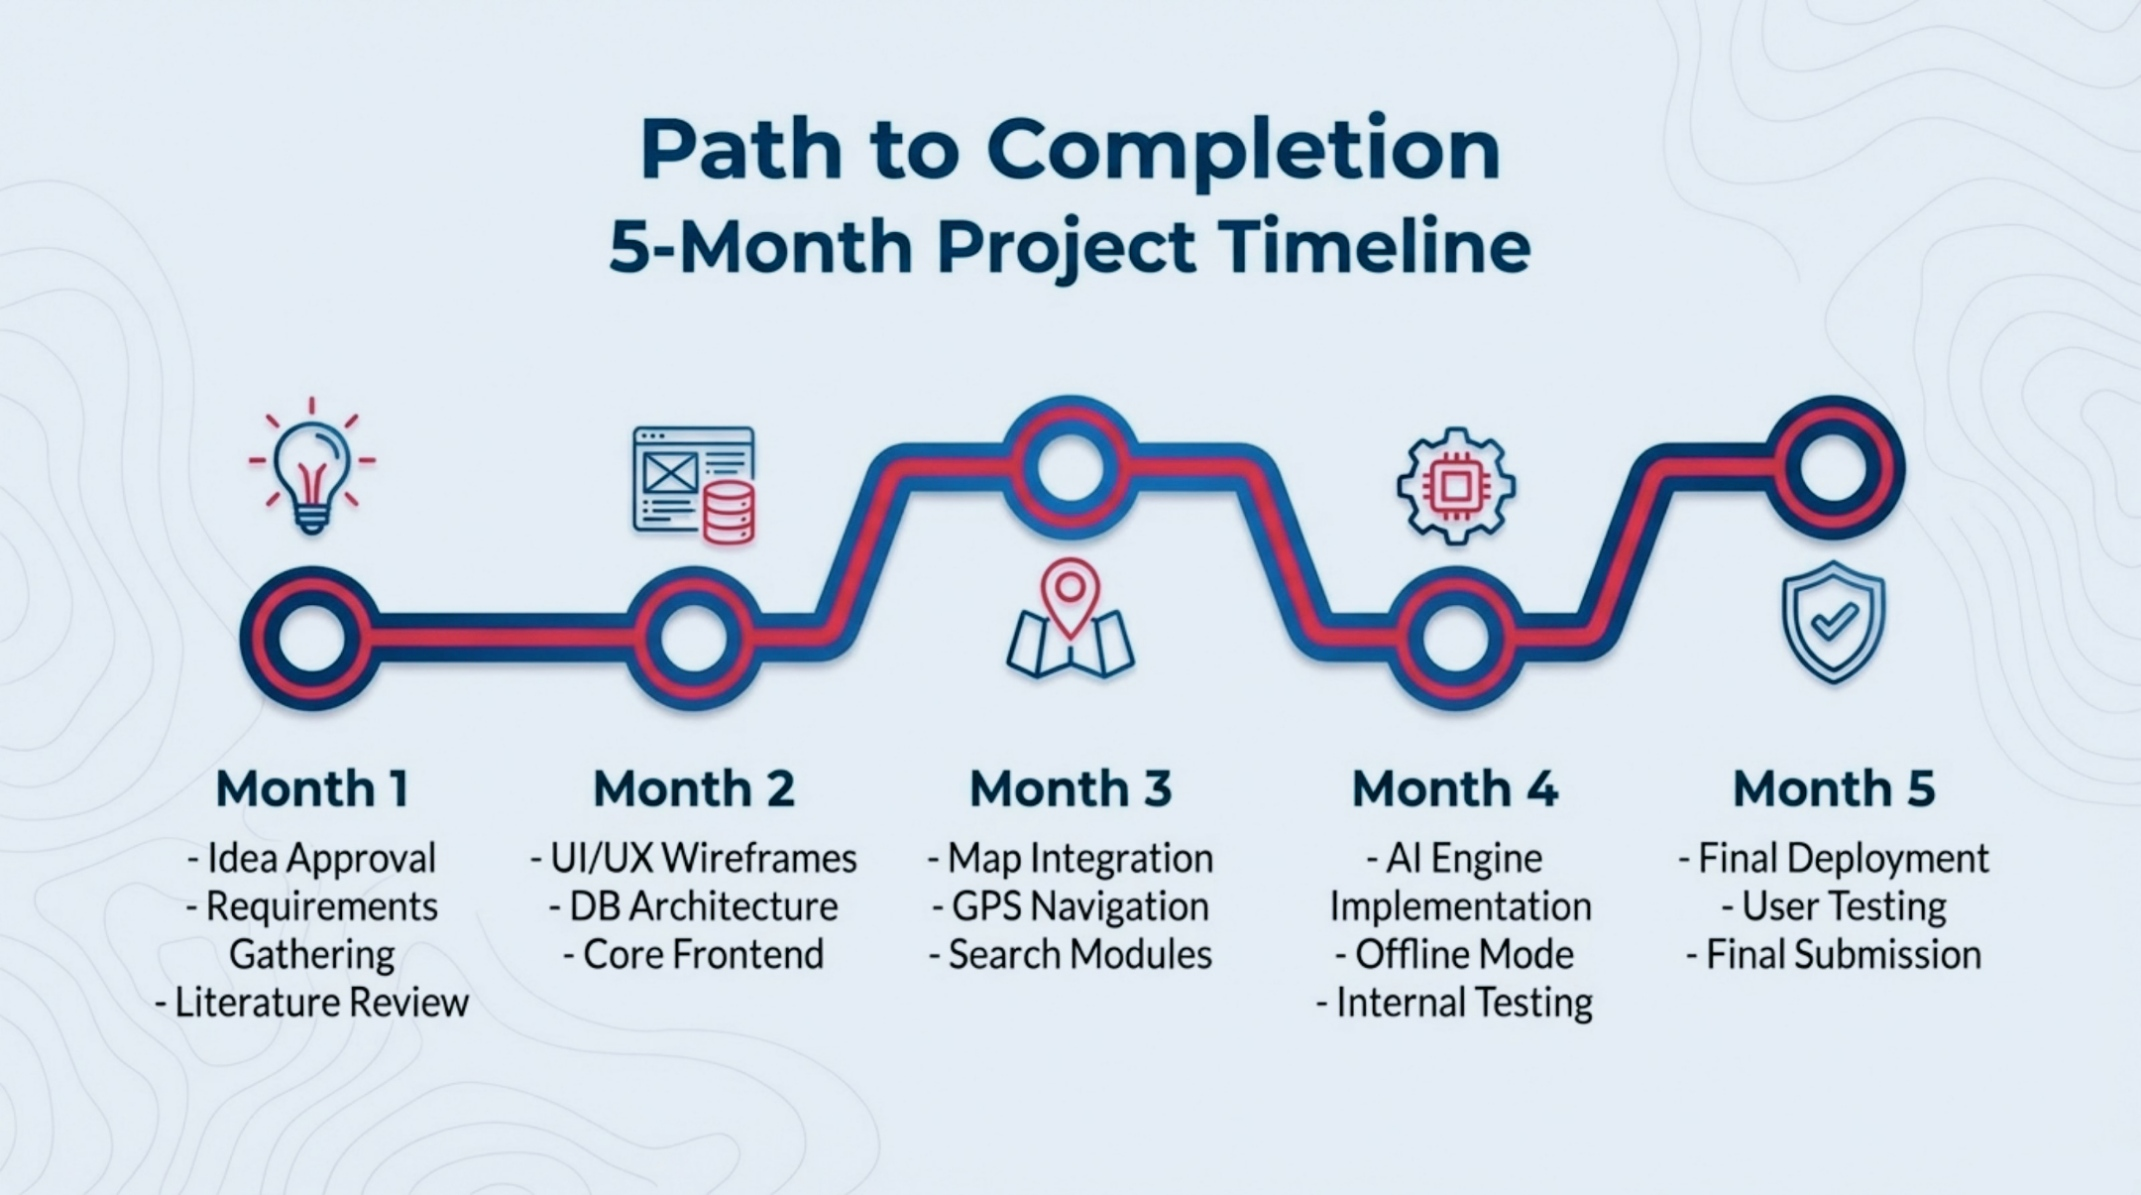 Path to Completion
5-Month Project Timeline
Month 1
- Idea Approval
- Requirements
Gathering
- Literature Review
Month 2
- UI/UX Wireframes
- DB Architecture
- Core Frontend
Month 3
- Map Integration
- GPS Navigation
- Search Modules
Month 4
- AI Engine
Implementation
- Offline Mode
- Internal Testing
Month 5
- Final Deployment
- User Testing
- Final Submission